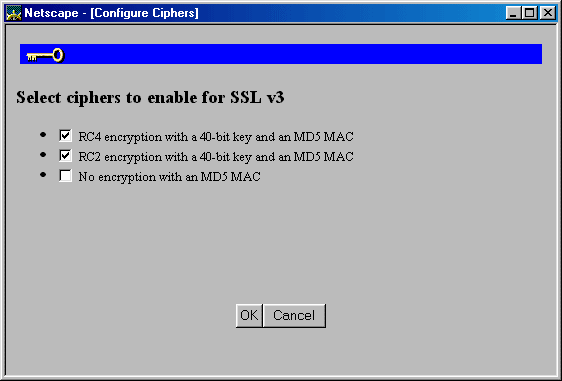 Netscape - [Configure Ciphers]
Select ciphers to enable for SSL v3
RC4 encryption with a 40-bit key and an MD5 MAC
RC2 encryption with a 40-bit key and an MD5 MAC
No encryption with an MD5 MAC
OK Cancel